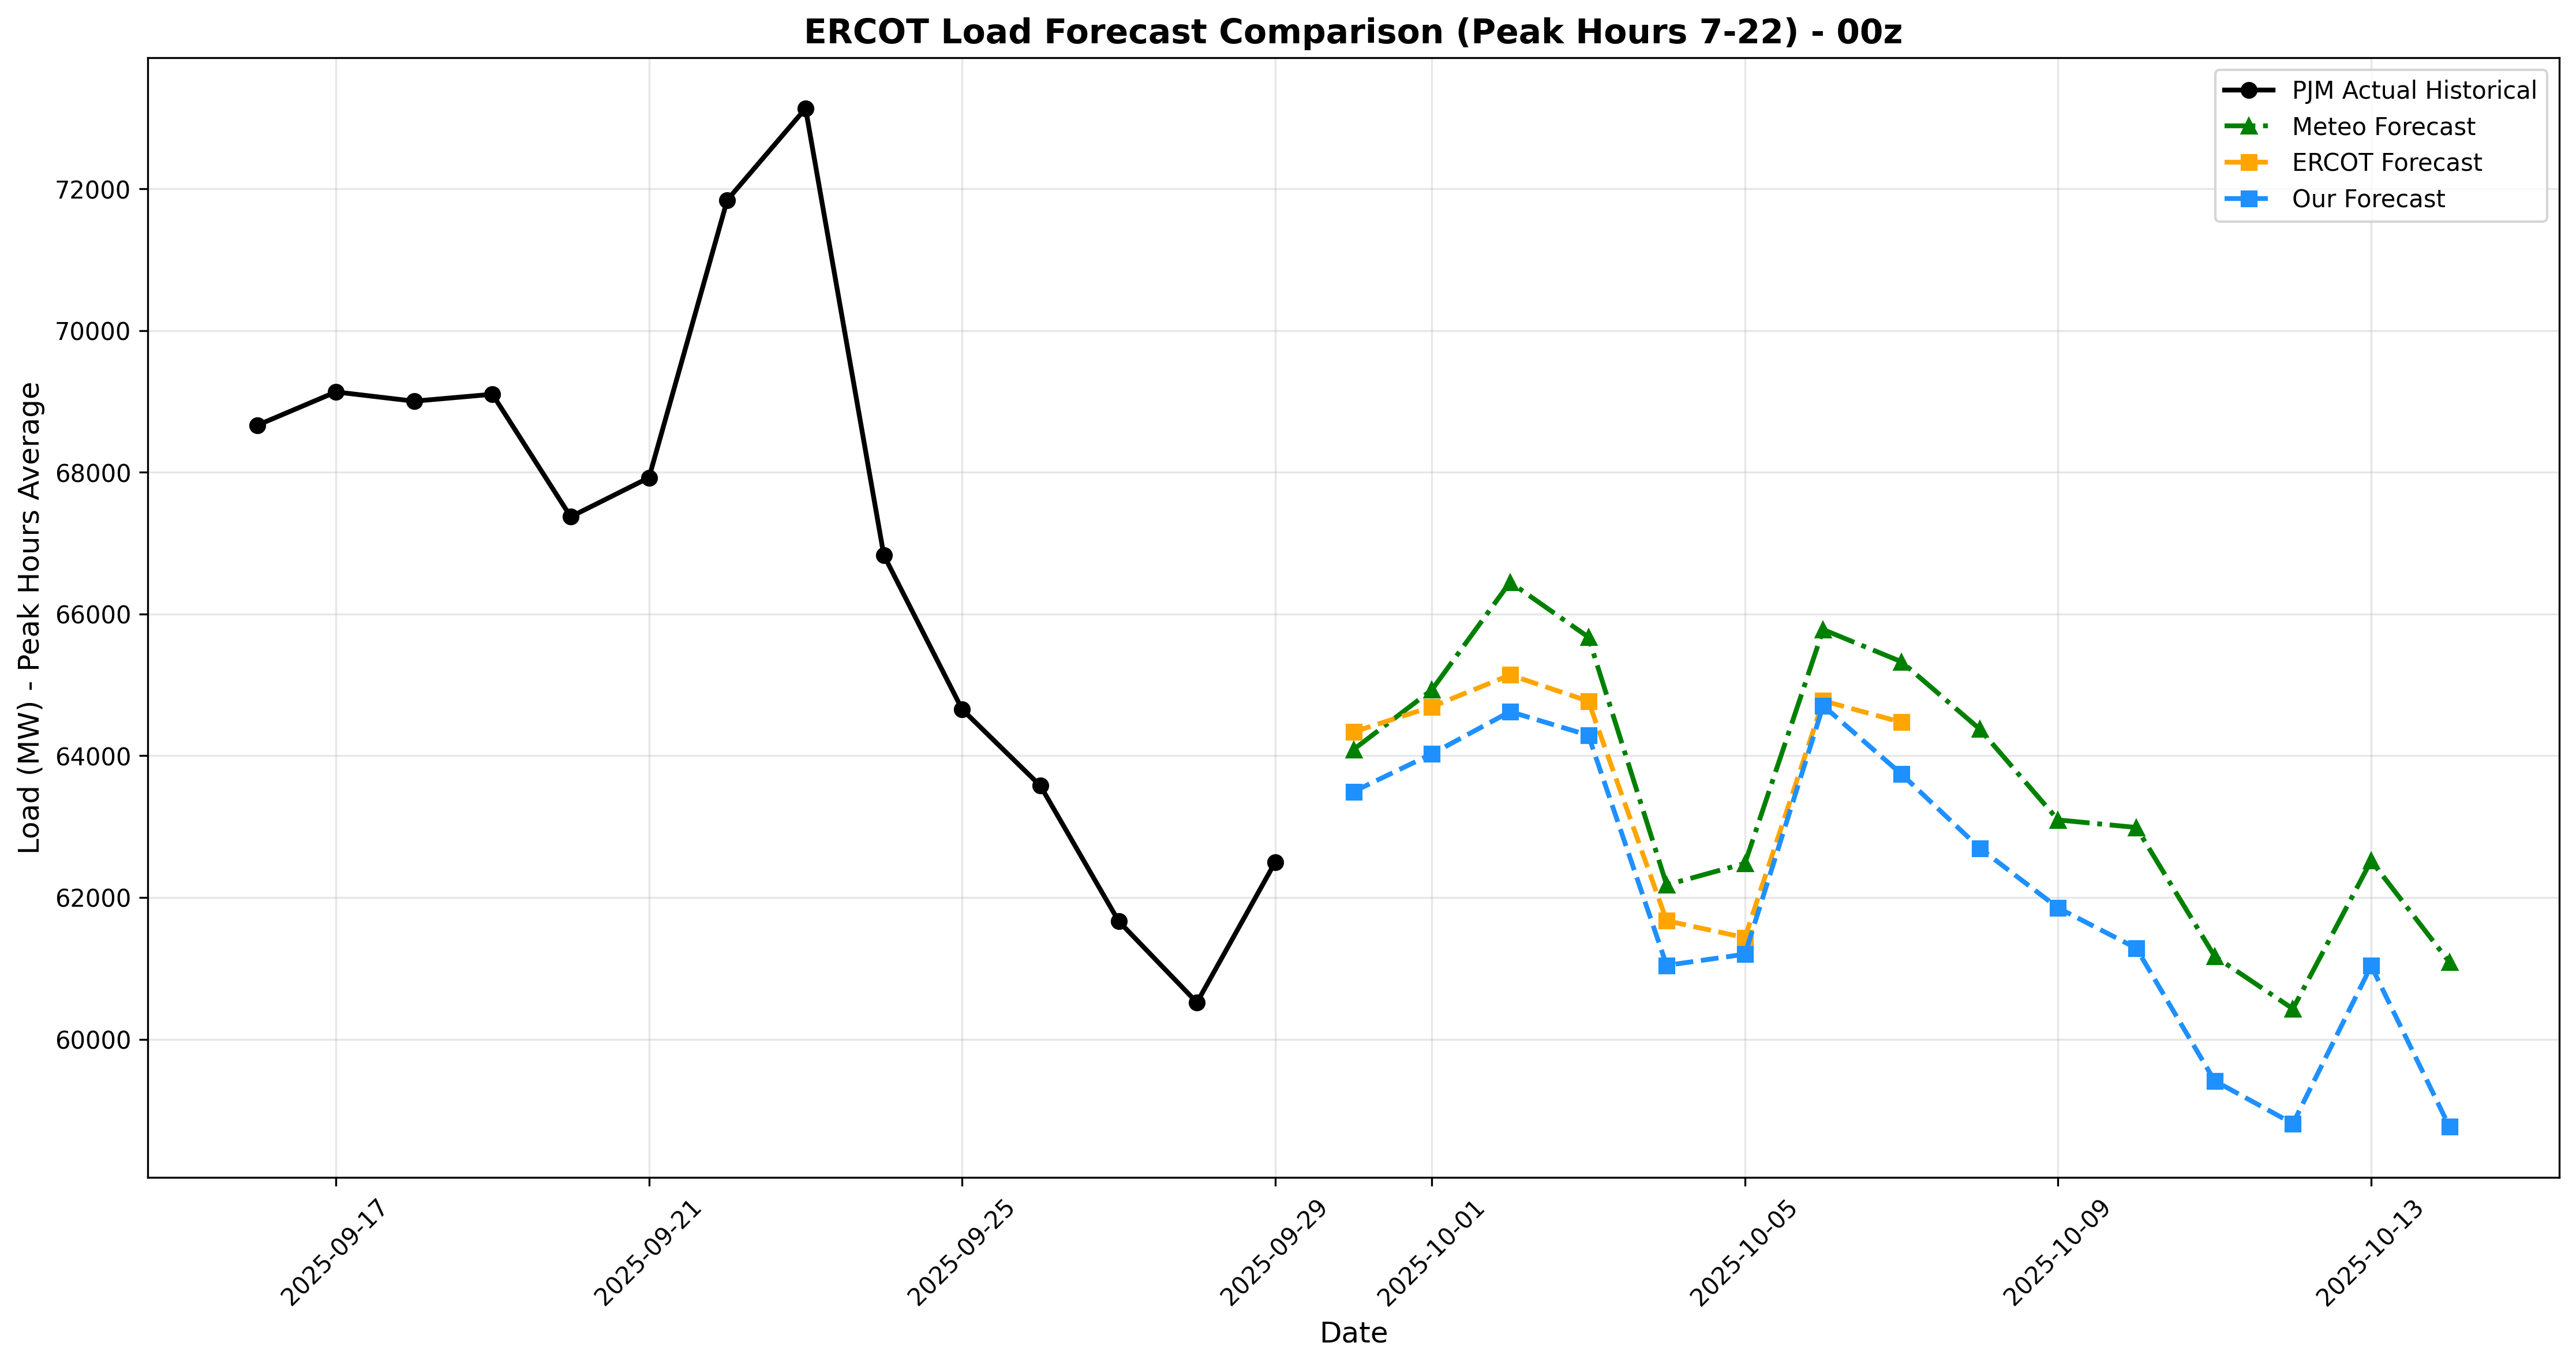 ERCOT Load Forecast Comparison (Peak Hours 7-22) - 00z
PJM Actual Historical
Meteo Forecast
ERCOT Forecast
Our Forecast
Load (MW) - Peak Hours Average
72000
70000
68000
66000
64000
62000
60000
2025-09-17
2025-09-21
2025-09-25
2025-09-29
2025-10-01
2025-10-05
2025-10-09
2025-10-13
Date